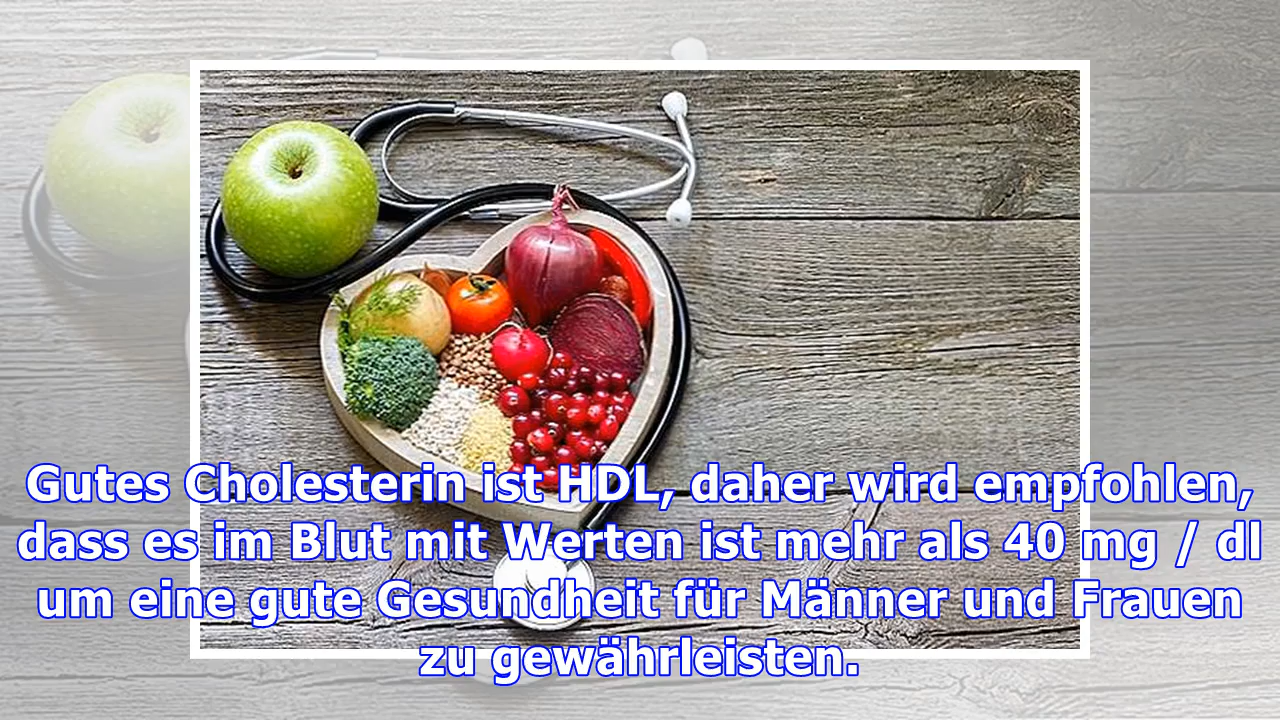 Gutes Cholesterin ist HDL, daher wird empfohlen,
dass es im Blut mit Werten ist mehr als 40 mg / dl
um eine gute Gesundheit für Männer und Frauen
zu gewährleisten.